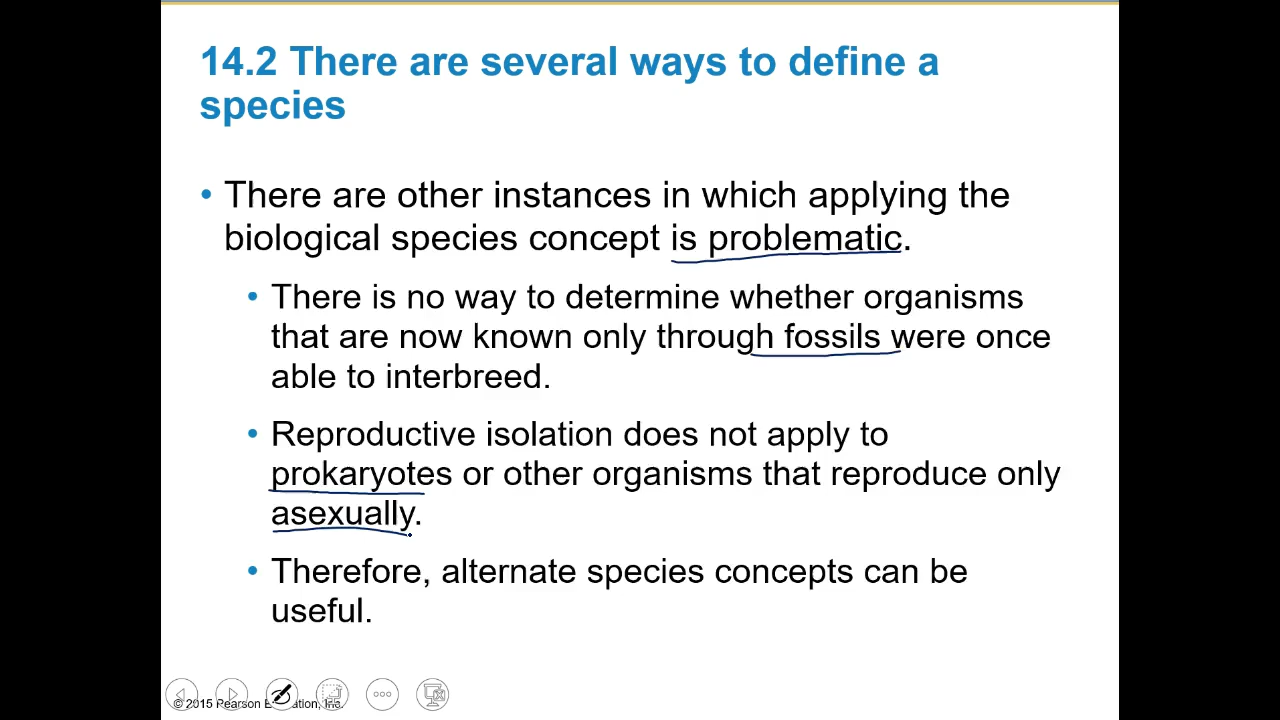 14.2 There are several ways to define a
species
• There are other instances in which applying the
biological species concept is problematic.
• There is no way to determine whether organisms
that are now known only through fossils were once
able to interbreed.
• Reproductive isolation does not apply to
prokaryotes or other organisms that reproduce only
asexually.
• Therefore, alternate species concepts can be
useful.
© 2015 Pearson Inc.